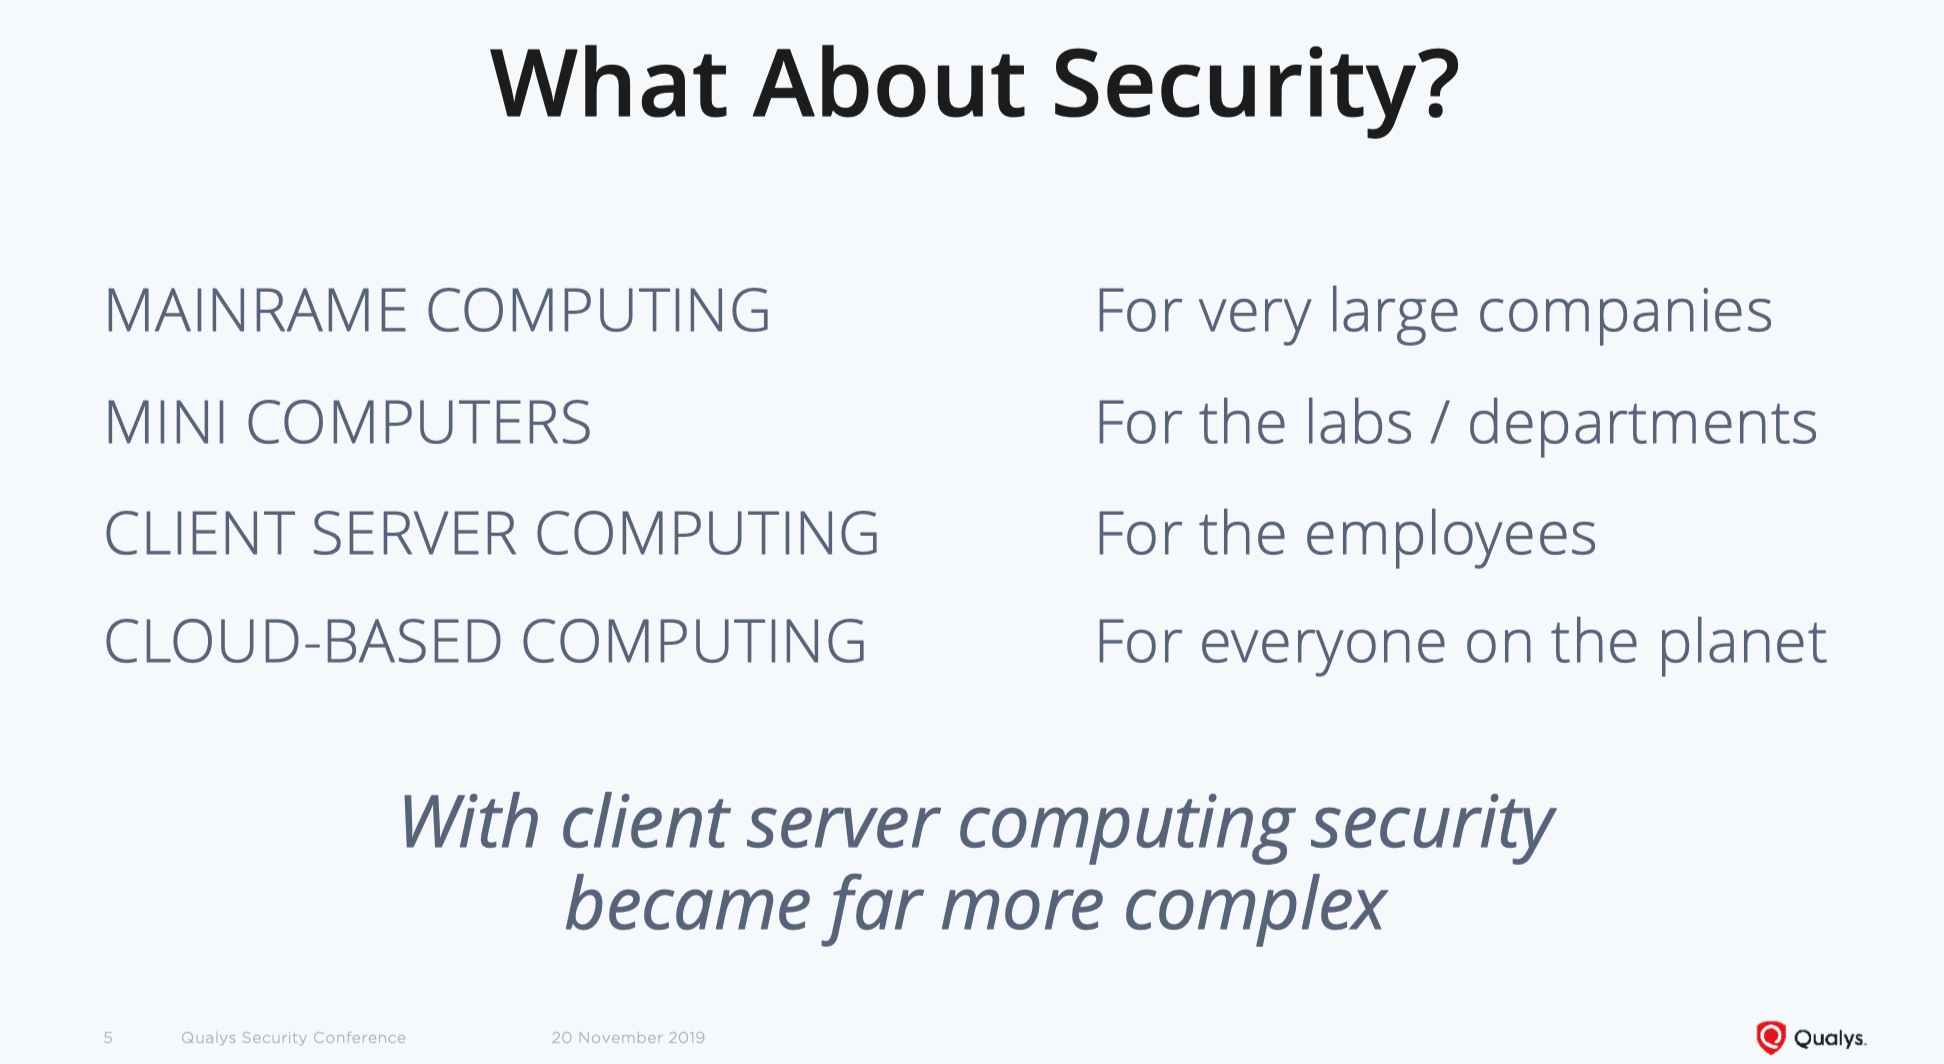 What About Security?
MAINRAME COMPUTING For very large companies
MINI COMPUTERS For the labs / departments
CLIENT SERVER COMPUTING For the employees
CLOUD-BASED COMPUTING For everyone on the planet
With client server computing security
became far more complex
5 Qualys Security Conference 20 November 2019 Qualys.